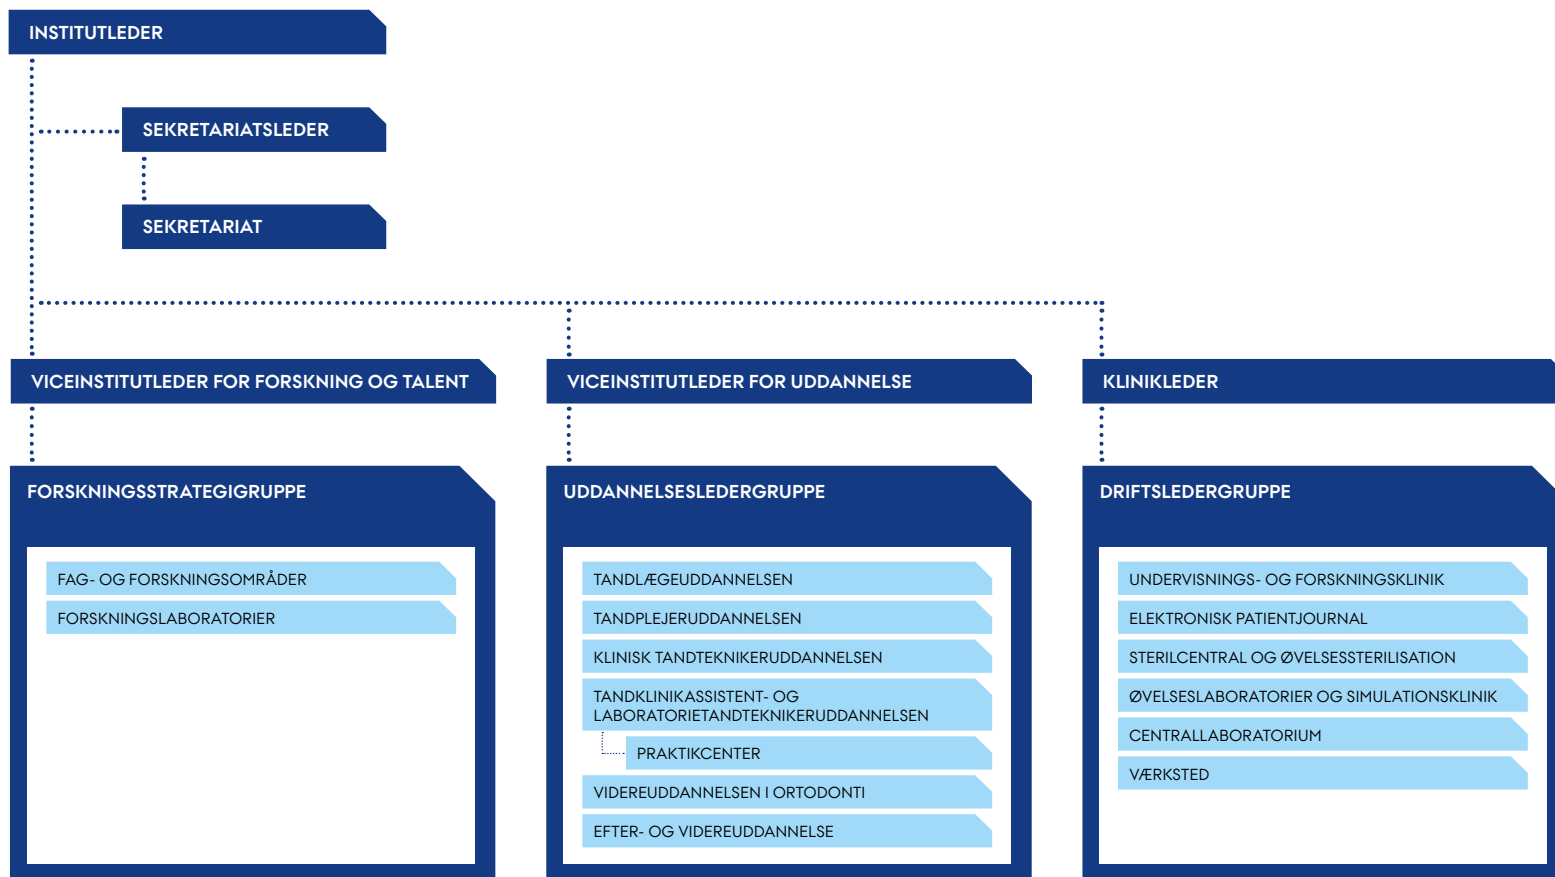 INSTITUTLEDER
SEKRETARIATSLEDER
SEKRETARIAT
VICEINSTITUTLEDER FOR FORSKNING OG TALENT
VICEINSTITUTLEDER FOR UDDANNELSE
KLINIKLEDER
FORSKNINGSSTRATEGIGRUPPE
FAG- OG FORSKNINGSOMRÅDER
FORSKNINGSLABORATORIER
UDDANNELSESLEDERGRUPPE
TANDLÆGEUDDANNELSEN
TANDPLEJERUDDANNELSEN
KLINISK TANDTEKNIKERUDDANNELSEN
TANDKLINIKASSISTENT- OG
LABORATORIETANDTEKNIKERUDDANNELSEN
PRAKTIKCENTER
VIDEREUDDANNELSEN I ORTODONTI
EFTER- OG VIDEREUDDANNELSE
DRIFTSLEDERGRUPPE
UNDERVISNINGS- OG FORSKNINGSKLINIK
ELEKTRONISK PATIENTJOURNAL
STERILCENTRAL OG ØVELSESSTERILISATION
ØVELSESLABORATORIER OG SIMULATIONSKLINIK
CENTRALLABORATORIUM
VÆRKSTED